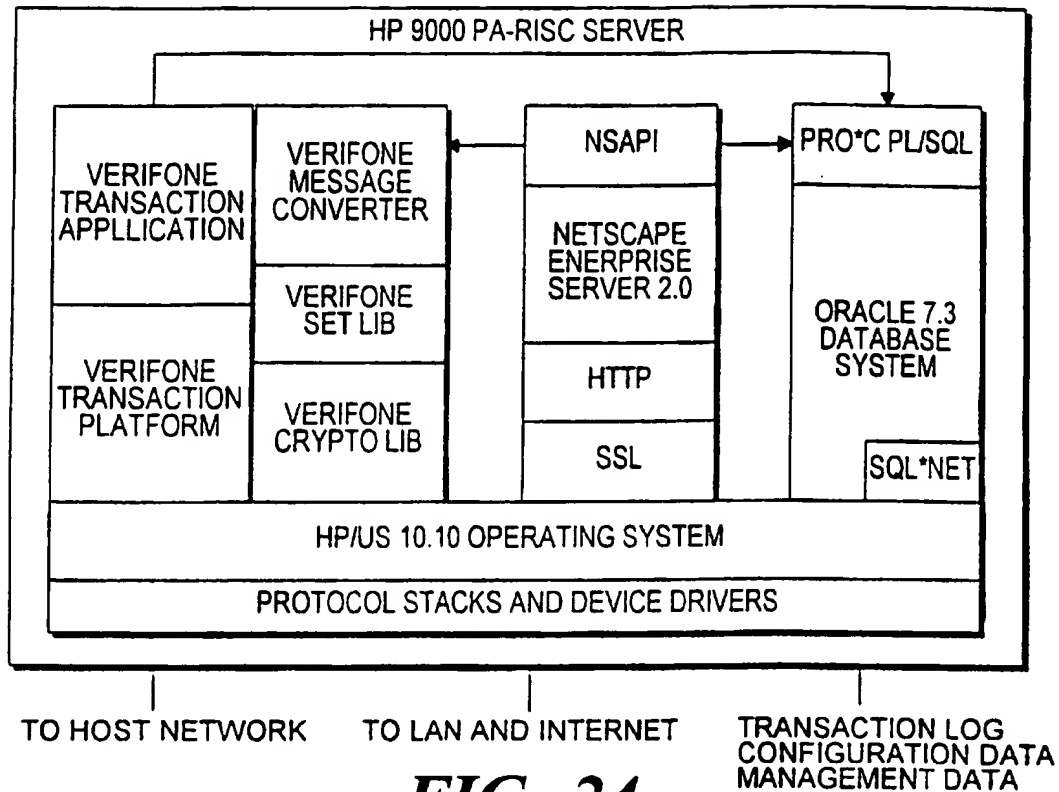 HP 9000 PA-RISC SERVER
VERIFONE
TRANSACTION
APPLLICATION
VERIFONE
TRANSACTION
PLATFORM
VERIFONE
MESSAGE
CONVERTER
VERIFONE
SET LIB
VERIFONE
CRYPTO LIB
NSAPI
NETSCAPE
ENERPRISE
SERVER 2.0
HTTP
SSL
PRO*C PL/SQL
ORACLE 7.3
DATABASE
SYSTEM
SQL*NET
HP/US 10.10 OPERATING SYSTEM
PROTOCOL STACKS AND DEVICE DRIVERS
TO HOST NETWORK
TO LAN AND INTERNET
TRANSACTION LOG
CONFIGURATION DATA
MANAGEMENT DATA
FIG. 24